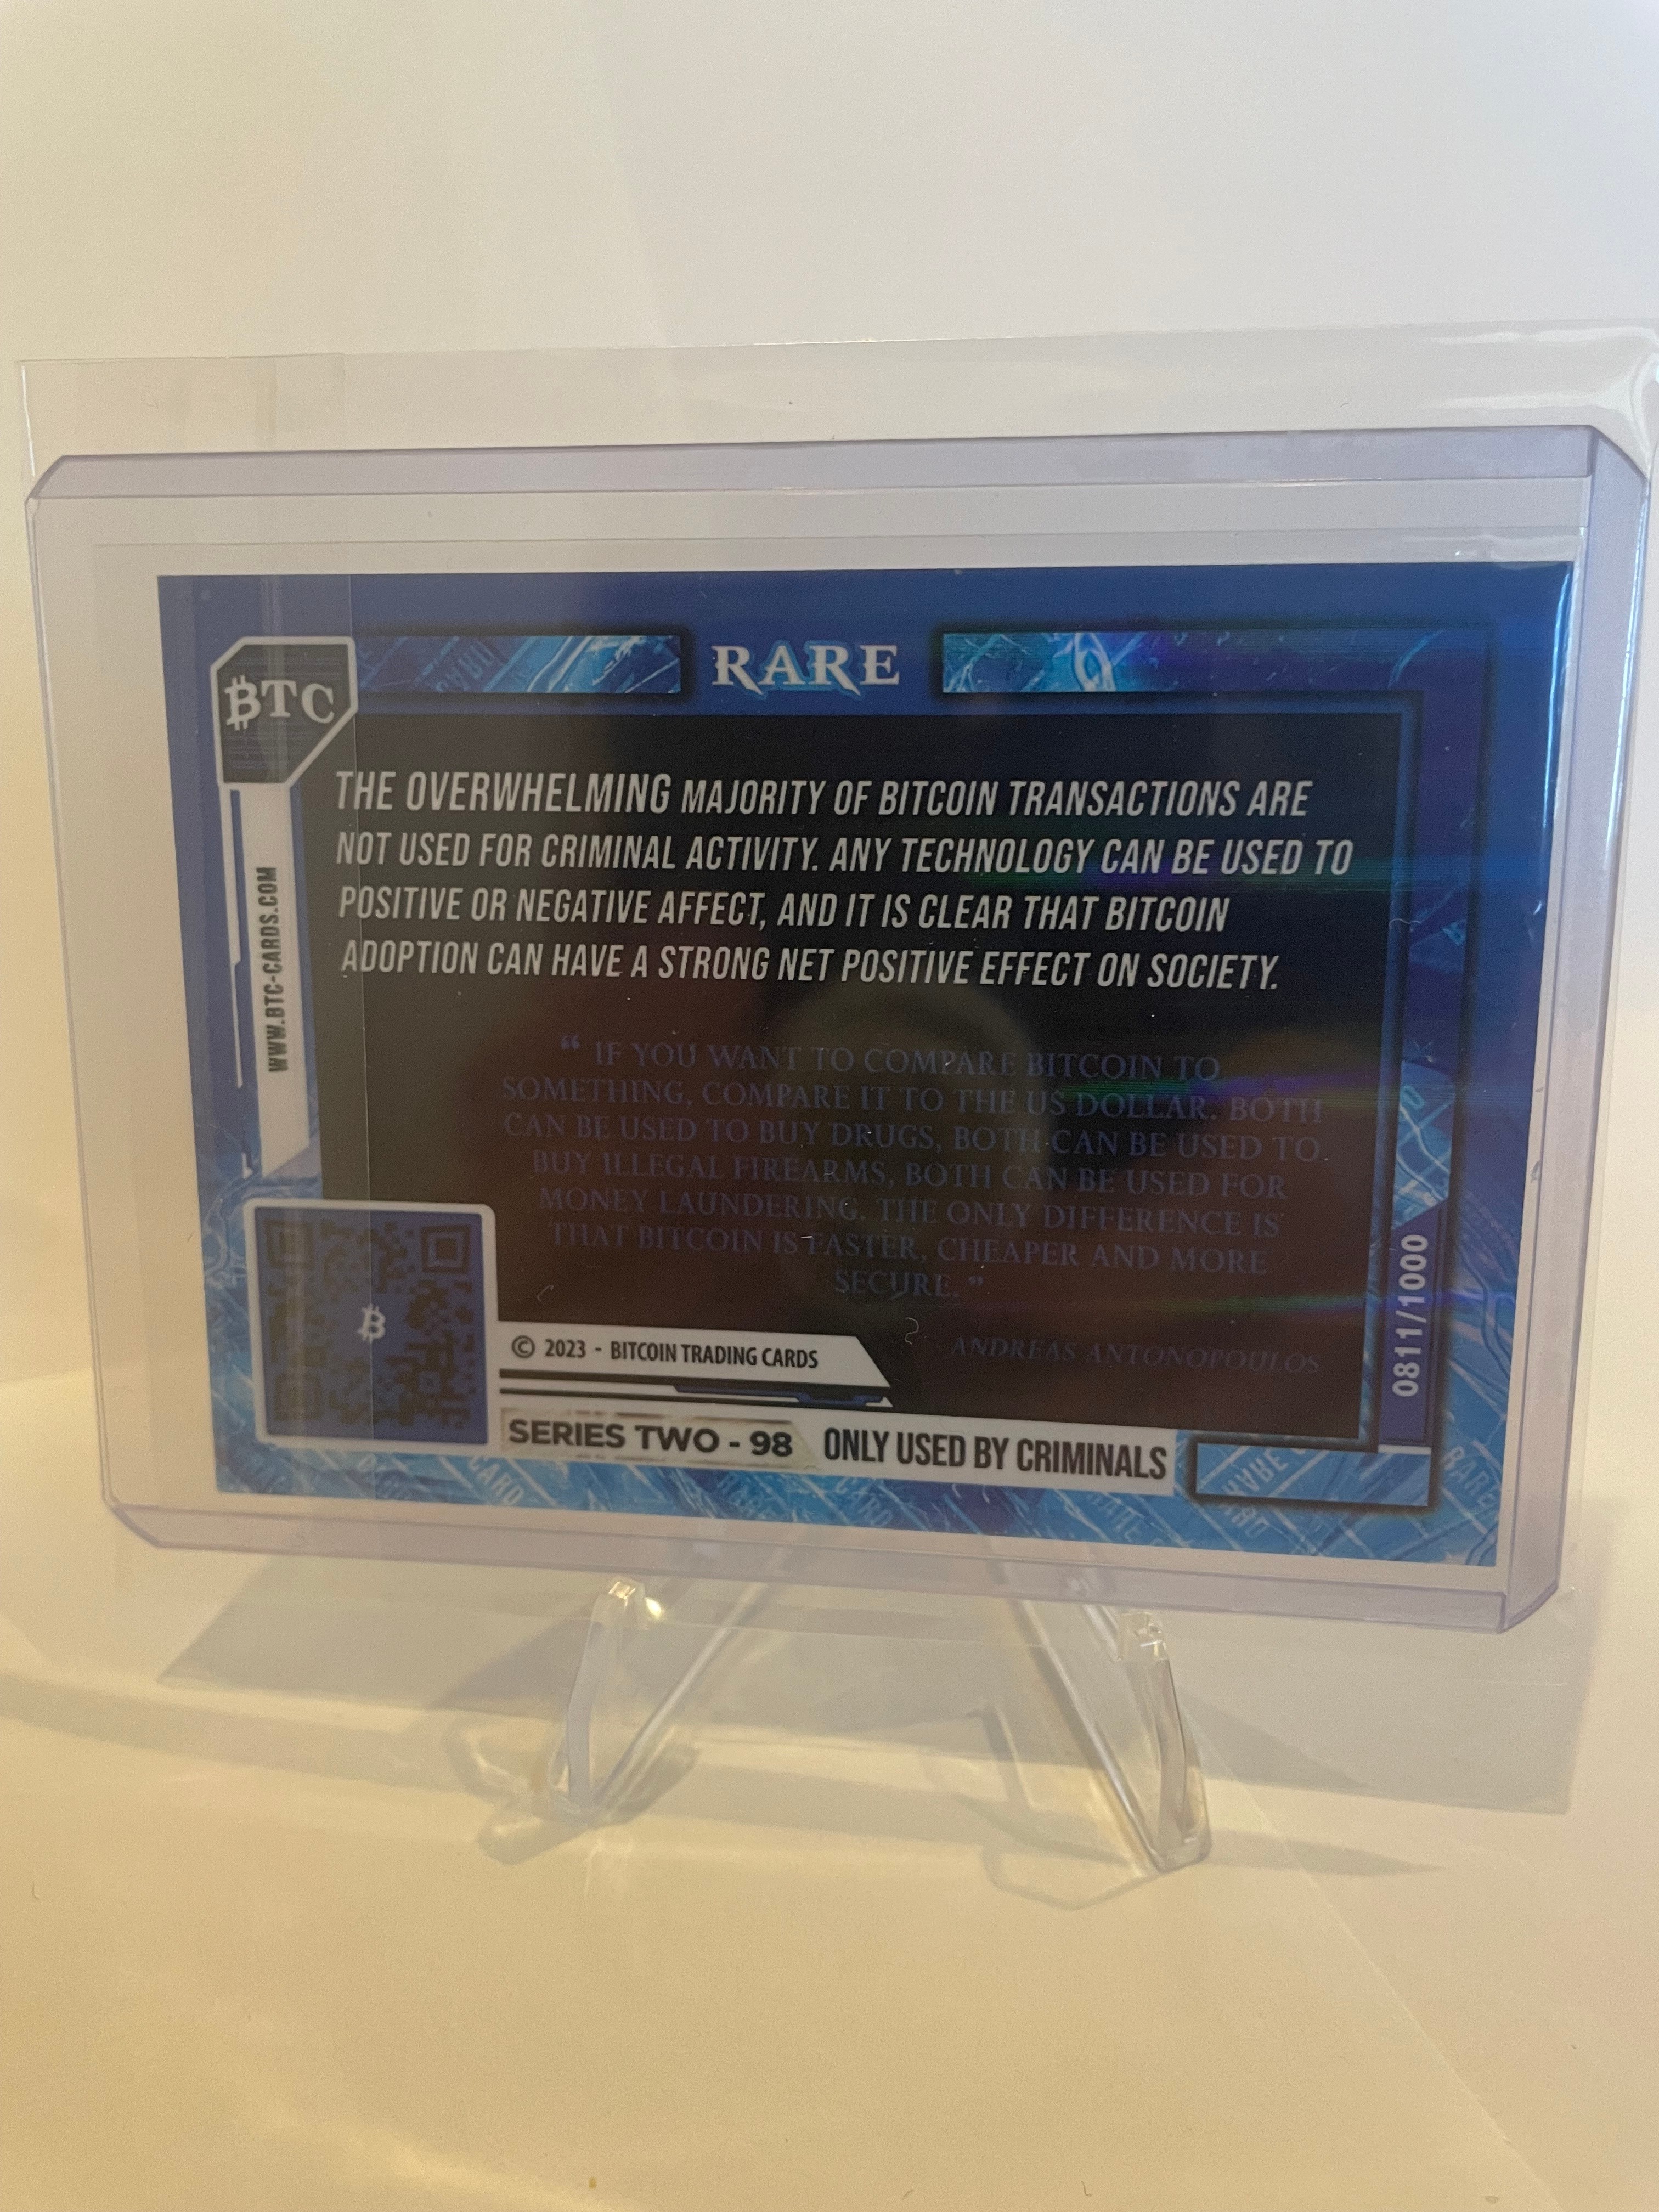 RARE
BTC
THE OVERWHELMING MAJORITY OF BITCOIN TRANSACTIONS ARE
NOT USED FOR CRIMINAL ACTIVITY. ANY TECHNOLOGY CAN BE USED TO
POSITIVE OR NEGATIVE AFFECT, AND IT IS CLEAR THAT BITCOIN
ADOPTION CAN HAVE A STRONG NET POSITIVE EFFECT ON SOCIETY.
WWW.BTC-CARDS.COM
“ IF YOU WANT TO COMPARE BITCOIN TO
SOMETHING, COMPARE IT TO THE US DOLLAR. BOTH
CAN BE USED TO BUY DRUGS, BOTH CAN BE USED TO
BUY ILLEGAL FIREARMS, BOTH CAN BE USED FOR
MONEY LAUNDERING. THE ONLY DIFFERENCE IS
THAT BITCOIN IS FASTER, CHEAPER AND MORE
SECURE. ”
ANDREAS ANTONOPOULOS
0811/1000
© 2023 - BITCOIN TRADING CARDS
SERIES TWO - 98 ONLY USED BY CRIMINALS
CARD
RARE